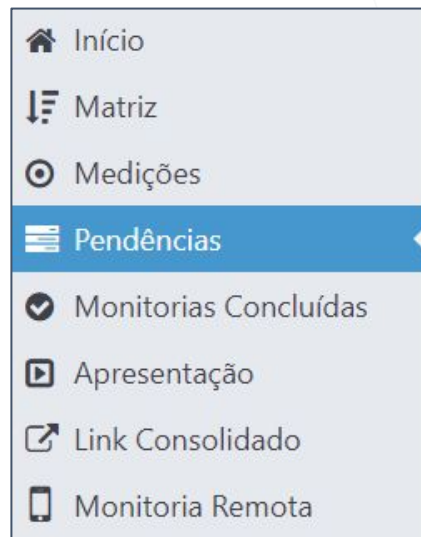 Início
Matriz
Medições
Pendências
Monitorias Concluídas
Apresentação
Link Consolidado
Monitoria Remota